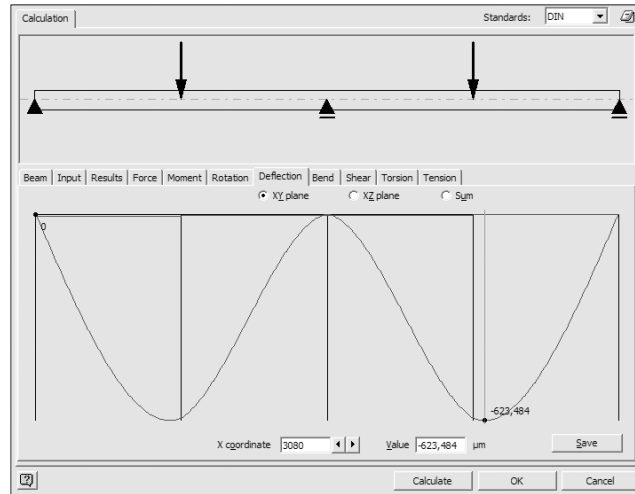 Calculation
Standards: DIN
Beam Input Results Force Moment Rotation Deflection Bend Shear Torsion Tension
XY plane XZ plane Sum
0
-623,484
X coordinate 3080 Value -623,484 µm Save
Calculate OK Cancel